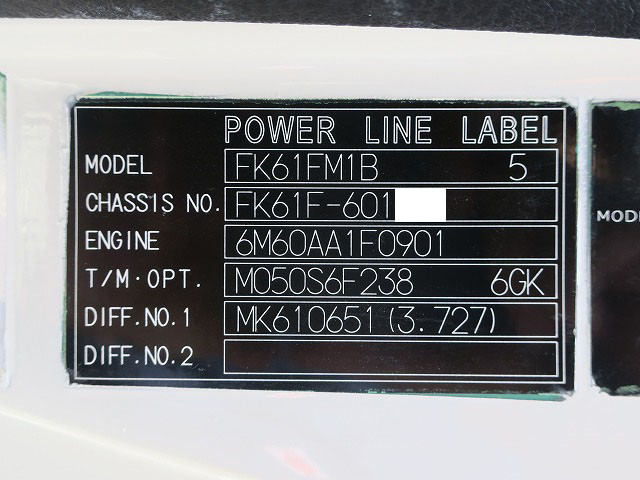 POWER LINE LABEL
MODEL FK61FM1B 5
CHASSIS NO. FK61F-601
ENGINE 6M60AA1F0901
T/M·OPT. M050S6F238 6GK
DIFF.NO.1 MK610651(3.727)
DIFF.NO.2